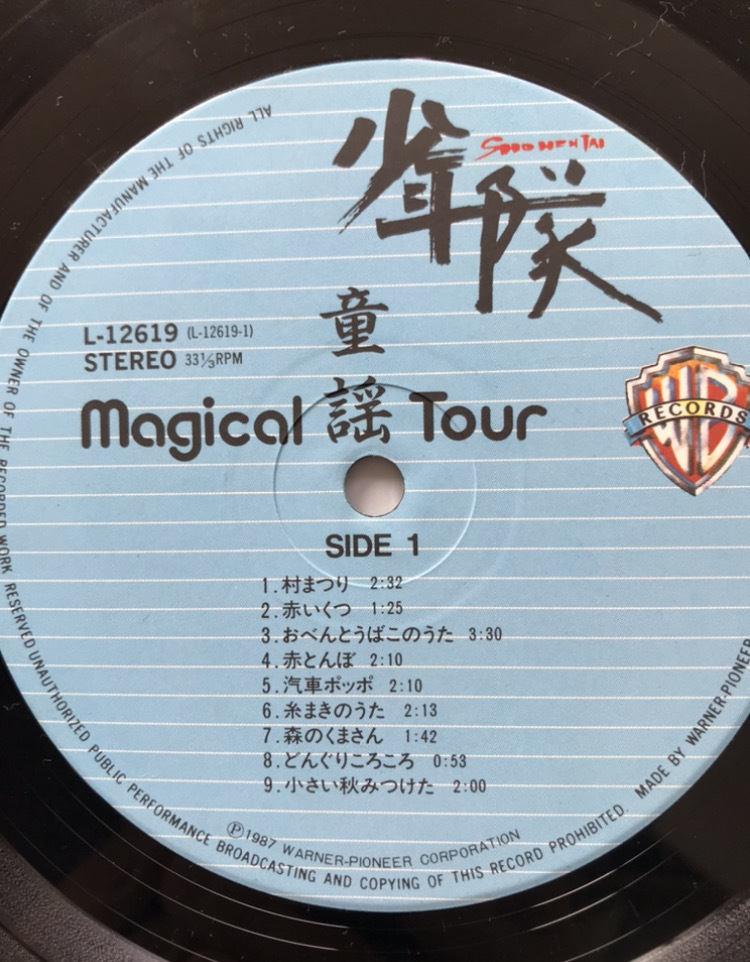 少年隊
SHONENTAI
L-12619 (L-12619-1)
STEREO 33⅓RPM
Magical 童謡 Tour
WB RECORDS
SIDE 1
1.村まつり 2:32
2.赤いくつ 1:25
3.おべんとうばこのうた 3:30
4.赤とんぼ 2:10
5.汽車ポッポ 2:10
6.糸まきのうた 2:13
7.森のくまさん 1:42
8.どんぐりころころ 0:53
9.小さい秋みつけた 2:00
Ⓟ1987 WARNER-PIONEER CORPORATION
ALL RIGHTS OF THE MANUFACTURER AND OF THE OWNER OF THE RECORDED WORK RESERVED UNAUTHORIZED PUBLIC PERFORMANCE BROADCASTING AND COPYING OF THIS RECORD PROHIBITED. MADE BY WARNER-PIONEER